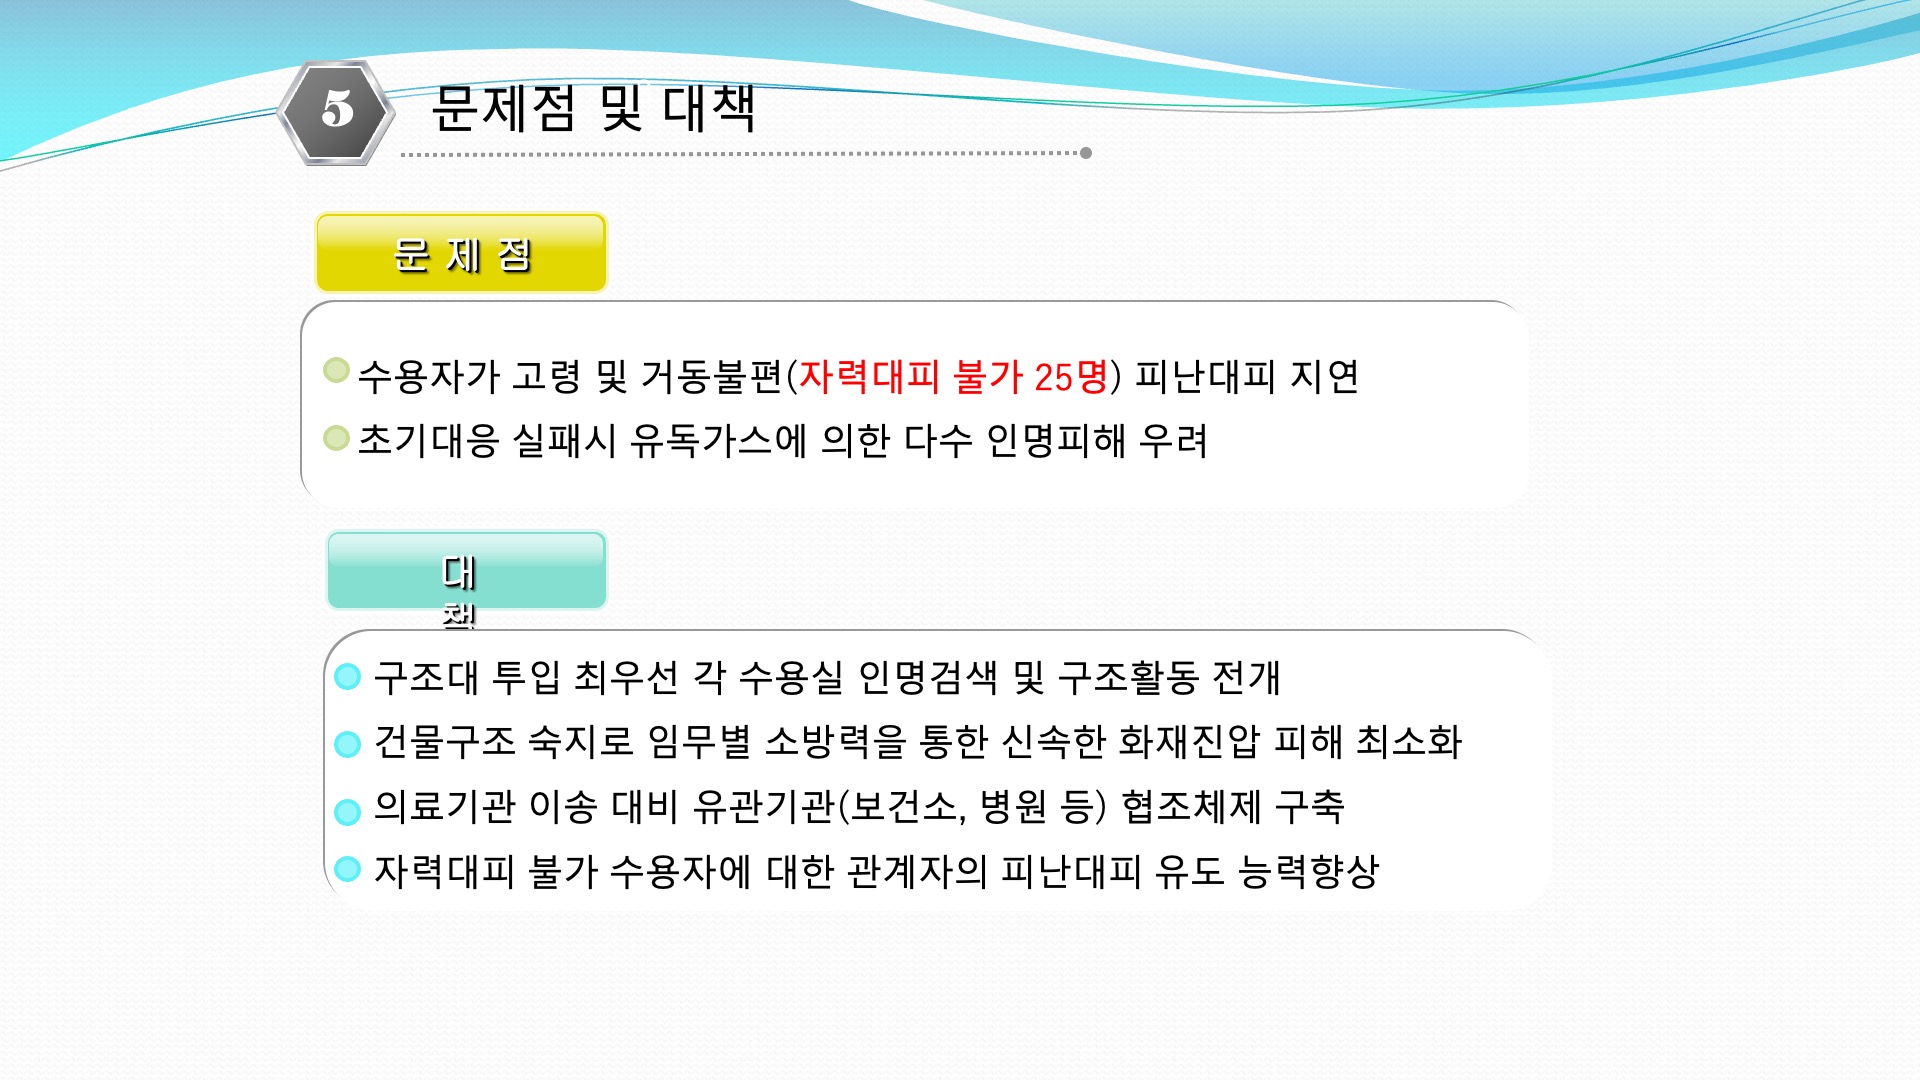 5 문제점 및 대책
문 제 점
수용자가 고령 및 거동불편(자력대피 불가 25명) 피난대피 지연
초기대응 실패시 유독가스에 의한 다수 인명피해 우려
대
책
구조대 투입 최우선 각 수용실 인명검색 및 구조활동 전개
건물구조 숙지로 임무별 소방력을 통한 신속한 화재진압 피해 최소화
의료기관 이송 대비 유관기관(보건소, 병원 등) 협조체제 구축
자력대피 불가 수용자에 대한 관계자의 피난대피 유도 능력향상